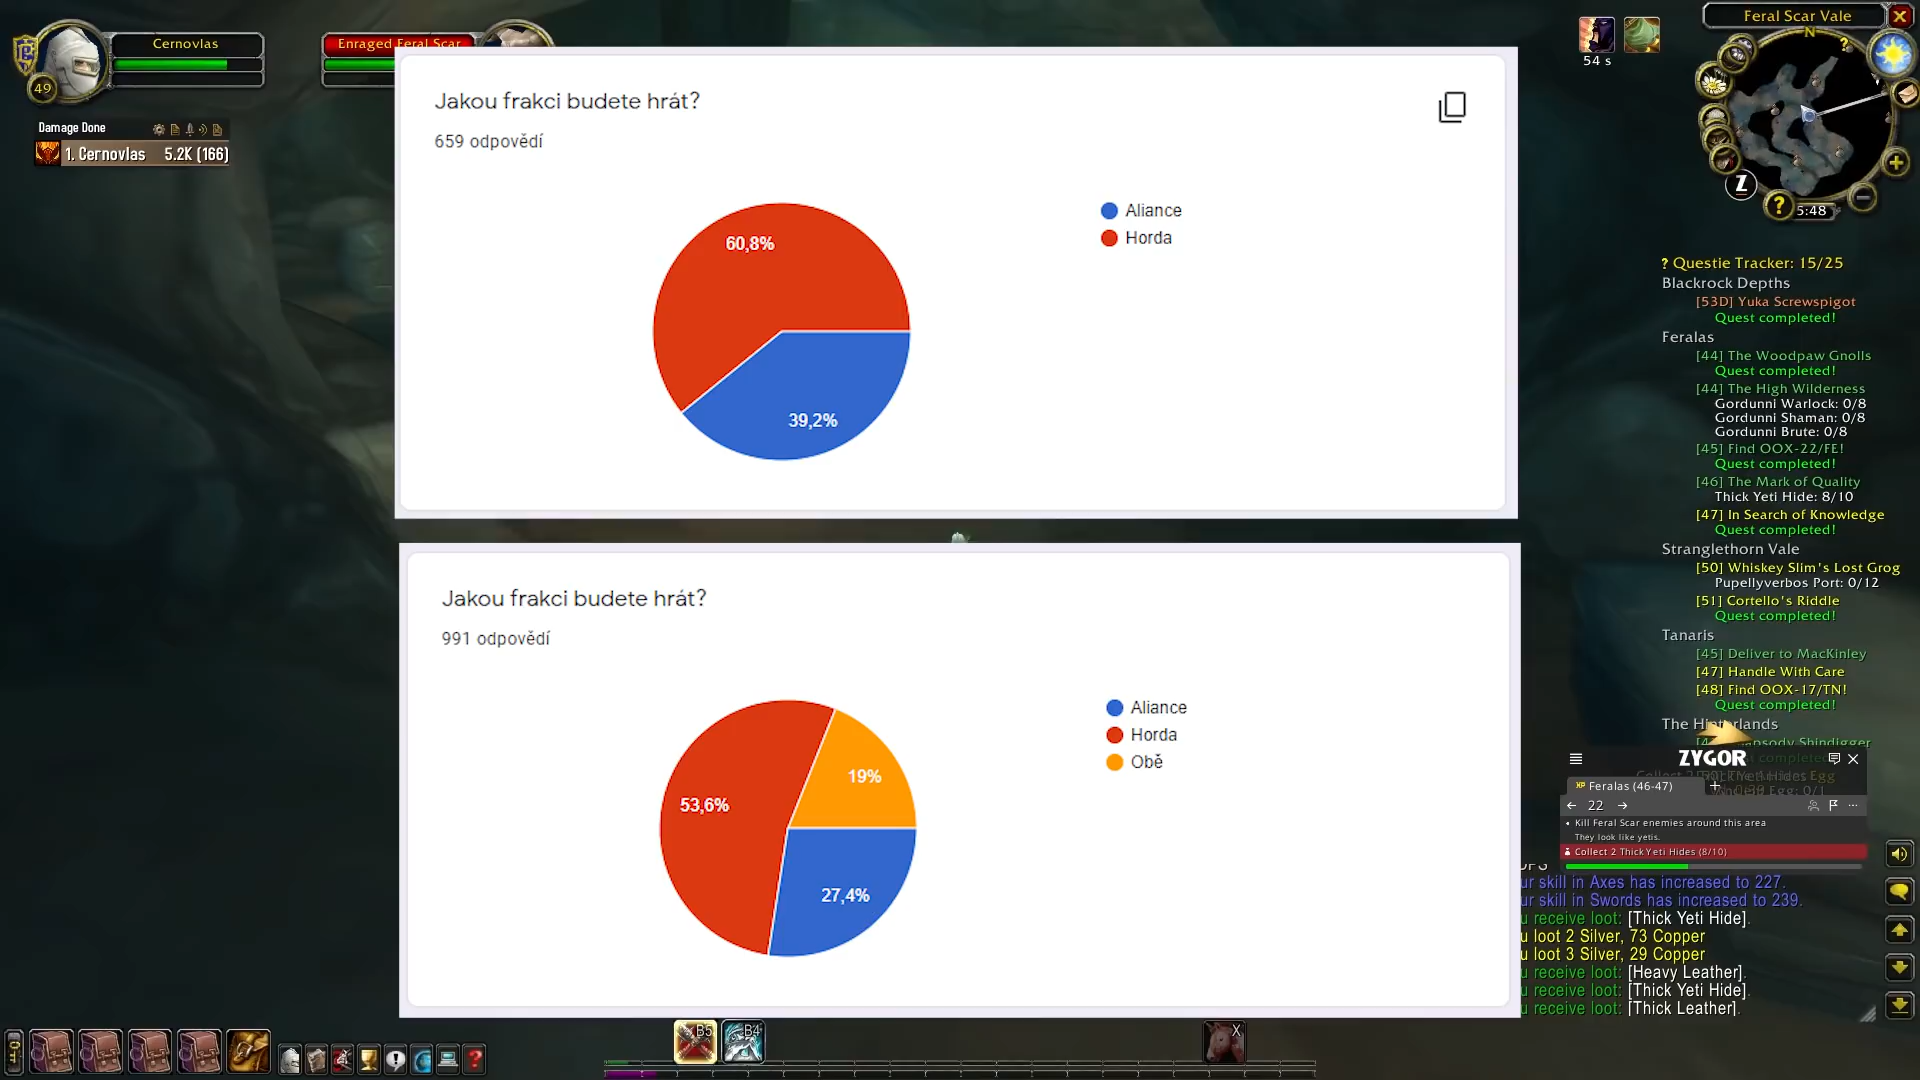 Cernovlas
49
Enraged Feral Scar
Damage Done
1. Cernovlas 5.2K (166)
Jakou frakci budete hrát?
659 odpovědí
60,8%
39,2%
Aliance
Horda
Jakou frakci budete hrát?
991 odpovědí
53,6%
19%
27,4%
Aliance
Horda
Obě
54 s
Feral Scar Vale
N
Z
?
5:48
? Questie Tracker: 15/25
Blackrock Depths
[53D] Yuka Screwspigot
Quest completed!
Feralas
[44] The Woodpaw Gnolls
Quest completed!
[44] The High Wilderness
Gordunni Warlock: 0/8
Gordunni Shaman: 0/8
Gordunni Brute: 0/8
[45] Find OOX-22/FE!
Quest completed!
[46] The Mark of Quality
Thick Yeti Hide: 8/10
[47] In Search of Knowledge
Quest completed!
Stranglethorn Vale
[50] Whiskey Slim's Lost Grog
Pupellyverbos Port: 0/12
[51] Cortello's Riddle
Quest completed!
Tanaris
[45] Deliver to MacKinley
[47] Handle With Care
[48] Find OOX-17/TN!
Quest completed!
The Hinterlands
Shindigger
ZYGOR
XP Feralas (46-47) +
22
Kill Feral Scar enemies around this area
They look like yetis.
Collect 2 Thick Yeti Hides (8/10)
ur skill in Axes has increased to 227.
ur skill in Swords has increased to 239.
u receive loot: [Thick Yeti Hide].
u loot 2 Silver, 73 Copper
u loot 3 Silver, 29 Copper
u receive loot: [Heavy Leather].
u receive loot: [Thick Yeti Hide].
u receive loot: [Thick Leather].
B5
B4
X